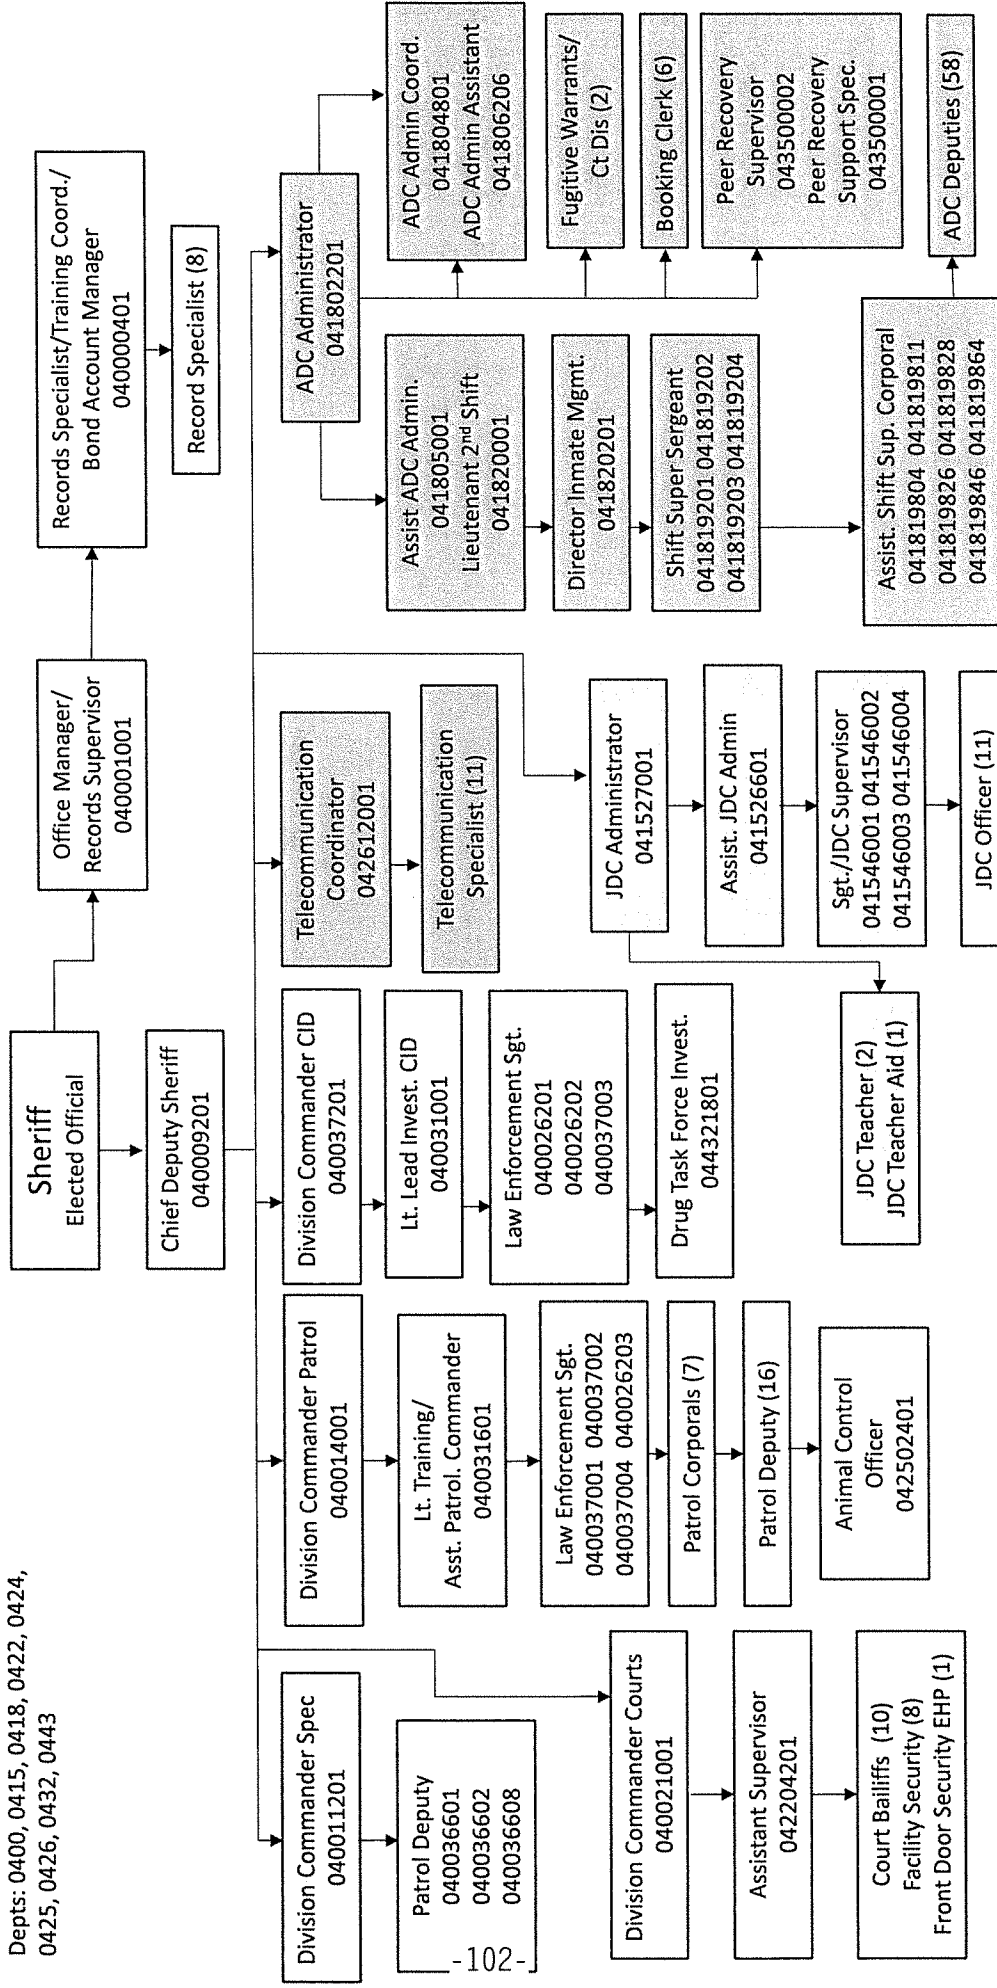 Depts: 0400, 0415, 0418, 0422, 0424,
0425, 0426, 0432, 0443
Sheriff
Elected Official
Office Manager/
Records Supervisor
040001001
Records Specialist/Training Coord./
Bond Account Manager
040000401
Record Specialist (8)
Chief Deputy Sheriff
040009201
Division Commander Spec
040011201
Patrol Deputy
040036601
040036602
040036608
Division Commander Courts
040021001
Assistant Supervisor
042204201
Court Bailiffs (10)
Facility Security (8)
Front Door Security EHP (1)
Division Commander Patrol
040014001
Lt. Training/
Asst. Patrol. Commander
040031601
Law Enforcement Sgt.
040037001 040037002
040037004 040026203
Patrol Corporals (7)
Patrol Deputy (16)
Animal Control
Officer
042502401
Division Commander CID
040037201
Lt. Lead Invest. CID
040031001
Law Enforcement Sgt.
040026201
040026202
040037003
Drug Task Force Invest.
044321801
Telecommunication
Coordinator
042612001
Telecommunication
Specialist (11)
JDC Administrator
041527001
Assist. JDC Admin
041526601
Sgt./JDC Supervisor
041546001 041546002
041546003 041546004
JDC Officer (11)
JDC Teacher (2)
JDC Teacher Aid (1)
ADC Administrator
041802201
Assist ADC Admin.
041805001
Lieutenant 2nd Shift
041820001
Director Inmate Mgmt.
041820201
Shift Super Sergeant
041819201 041819202
041819203 041819204
Assist. Shift Sup. Corporal
041819804 041819811
041819826 041819828
041819846 041819864
ADC Admin Coord.
041804801
ADC Admin Assistant
041806206
Fugitive Warrants/
Ct Dis (2)
Booking Clerk (6)
Peer Recovery
Supervisor
043500002
Peer Recovery
Support Spec.
043500001
ADC Deputies (58)
-102-